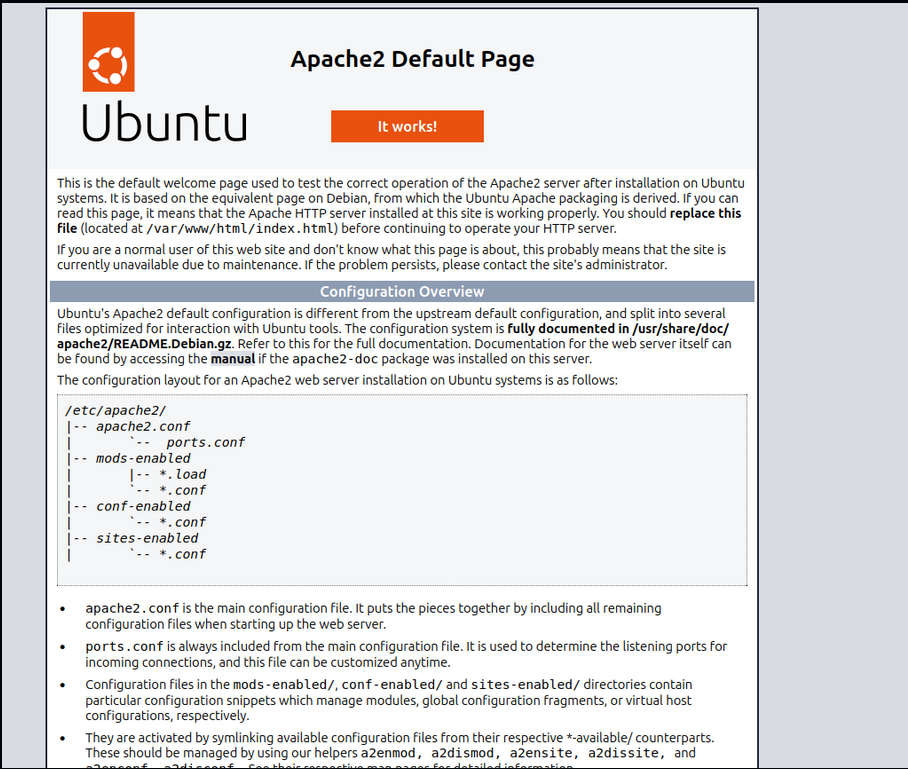 Apache2 Default Page
Ubuntu
It works!
This is the default welcome page used to test the correct operation of the Apache2 server after installation on Ubuntu
systems. It is based on the equivalent page on Debian, from which the Ubuntu Apache packaging is derived. If you can
read this page, it means that the Apache HTTP server installed at this site is working properly. You should replace this
file (located at /var/www/html/index.html) before continuing to operate your HTTP server.
If you are a normal user of this web site and don't know what this page is about, this probably means that the site is
currently unavailable due to maintenance. If the problem persists, please contact the site's administrator.
Configuration Overview
Ubuntu's Apache2 default configuration is different from the upstream default configuration, and split into several
files optimized for interaction with Ubuntu tools. The configuration system is fully documented in /usr/share/doc/
apache2/README.Debian.gz. Refer to this for the full documentation. Documentation for the web server itself can
be found by accessing the manual if the apache2-doc package was installed on this server.
The configuration layout for an Apache2 web server installation on Ubuntu systems is as follows:
/etc/apache2/
|-- apache2.conf
|       `--  ports.conf
|-- mods-enabled
|       |-- *.load
|       `-- *.conf
|-- conf-enabled
|       `-- *.conf
|-- sites-enabled
|       `-- *.conf
• apache2.conf is the main configuration file. It puts the pieces together by including all remaining
configuration files when starting up the web server.
• ports.conf is always included from the main configuration file. It is used to determine the listening ports for
incoming connections, and this file can be customized anytime.
• Configuration files in the mods-enabled/, conf-enabled/ and sites-enabled/ directories contain
particular configuration snippets which manage modules, global configuration fragments, or virtual host
configurations, respectively.
• They are activated by symlinking available configuration files from their respective *-available/ counterparts.
These should be managed by using our helpers a2enmod, a2dismod, a2ensite, a2dissite, and
a2enconf, a2disconf. See their respective man pages for detailed information.